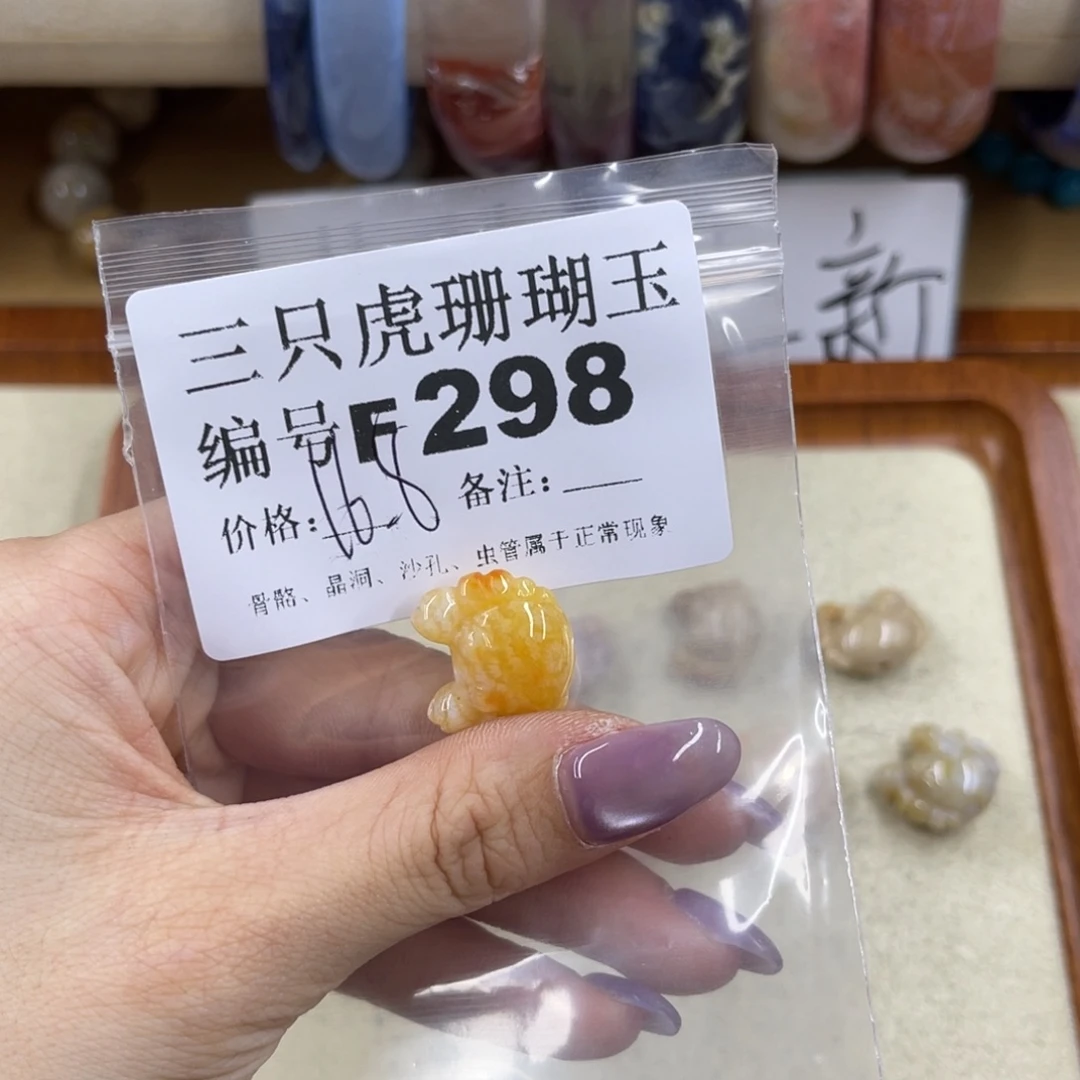 三只虎珊瑚玉
编号F298
价格:168 备注:
骨骼、晶洞、沙孔、虫管属于正常现象
新